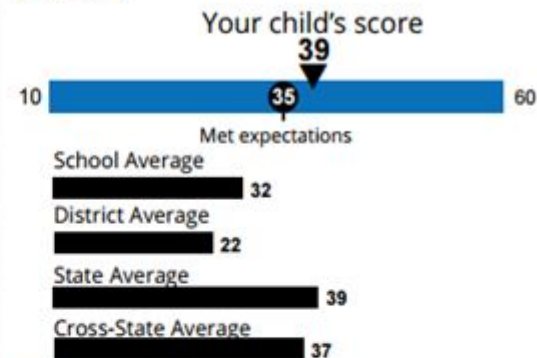 Your child's score
39
10 35 60
Met expectations
School Average
32
District Average
22
State Average
39
Cross-State Average
37